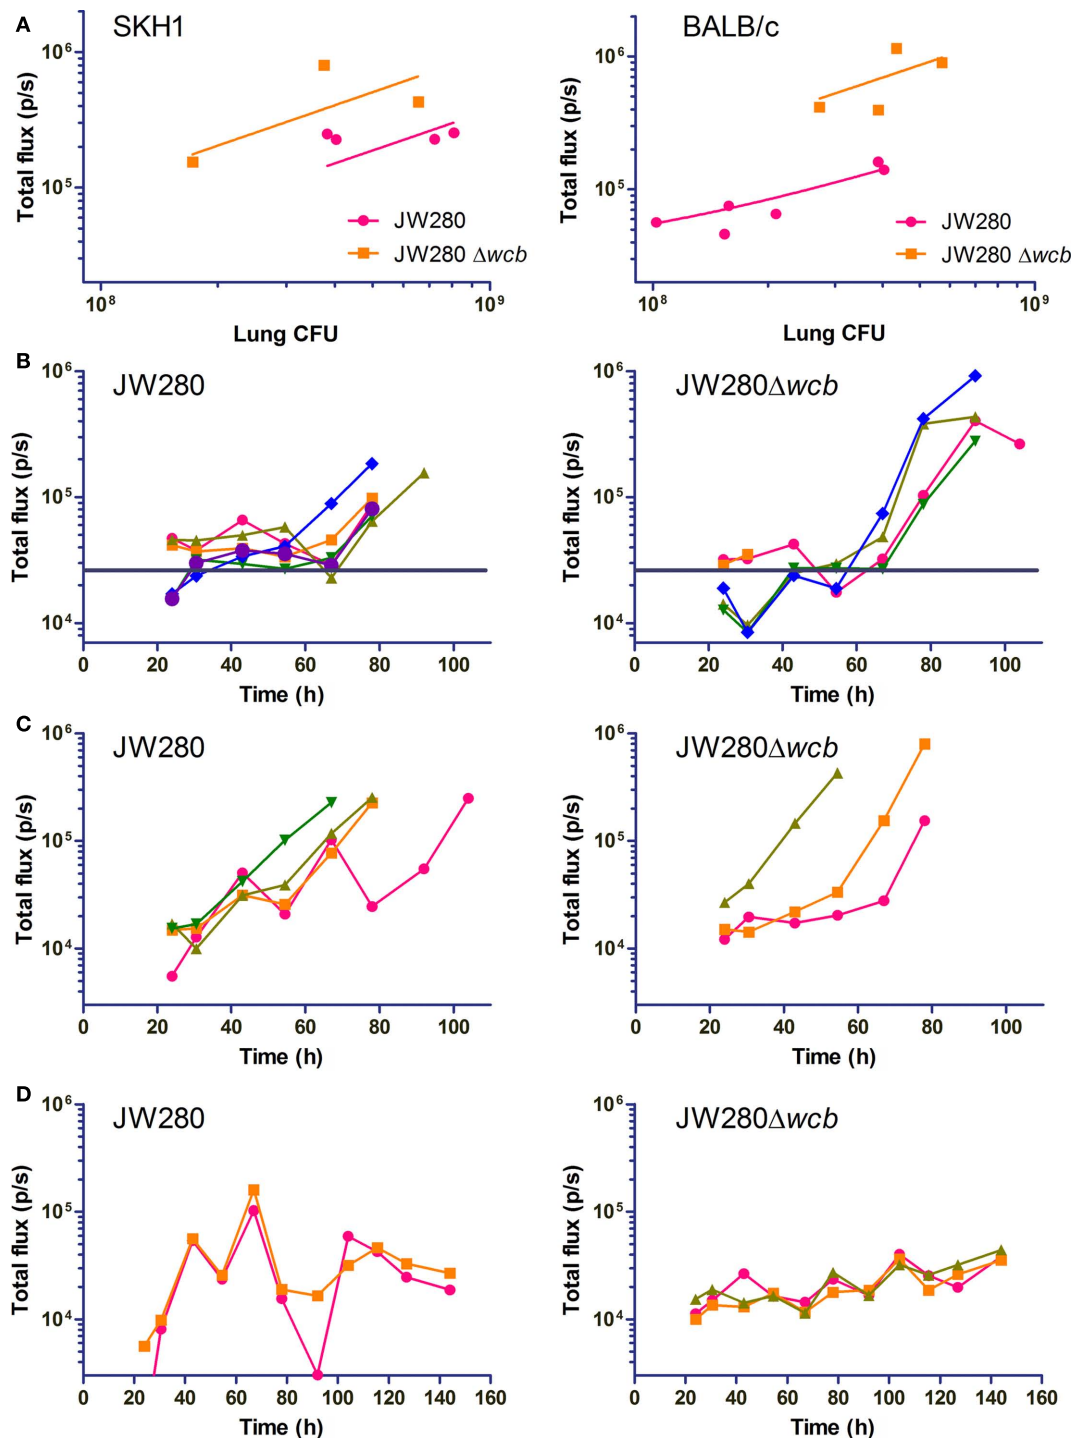 A
SKH1
BALB/c
Total flux (p/s)
10⁶
10⁵
JW280
JW280 Δwcb
10⁸
10⁹
Lung CFU
Total flux (p/s)
10⁶
10⁵
JW280
JW280 Δwcb
10⁸
10⁹
Lung CFU
B
JW280
Total flux (p/s)
10⁶
10⁵
10⁴
0 20 40 60 80 100
Time (h)
JW280Δwcb
Total flux (p/s)
10⁶
10⁵
10⁴
0 20 40 60 80 100
Time (h)
C
JW280
Total flux (p/s)
10⁶
10⁵
10⁴
0 20 40 60 80 100
Time (h)
JW280Δwcb
Total flux (p/s)
10⁶
10⁵
10⁴
0 20 40 60 80 100
Time (h)
D
JW280
Total flux (p/s)
10⁶
10⁵
10⁴
0 20 40 60 80 100 120 140 160
Time (h)
JW280Δwcb
Total flux (p/s)
10⁶
10⁵
10⁴
0 20 40 60 80 100 120 140 160
Time (h)